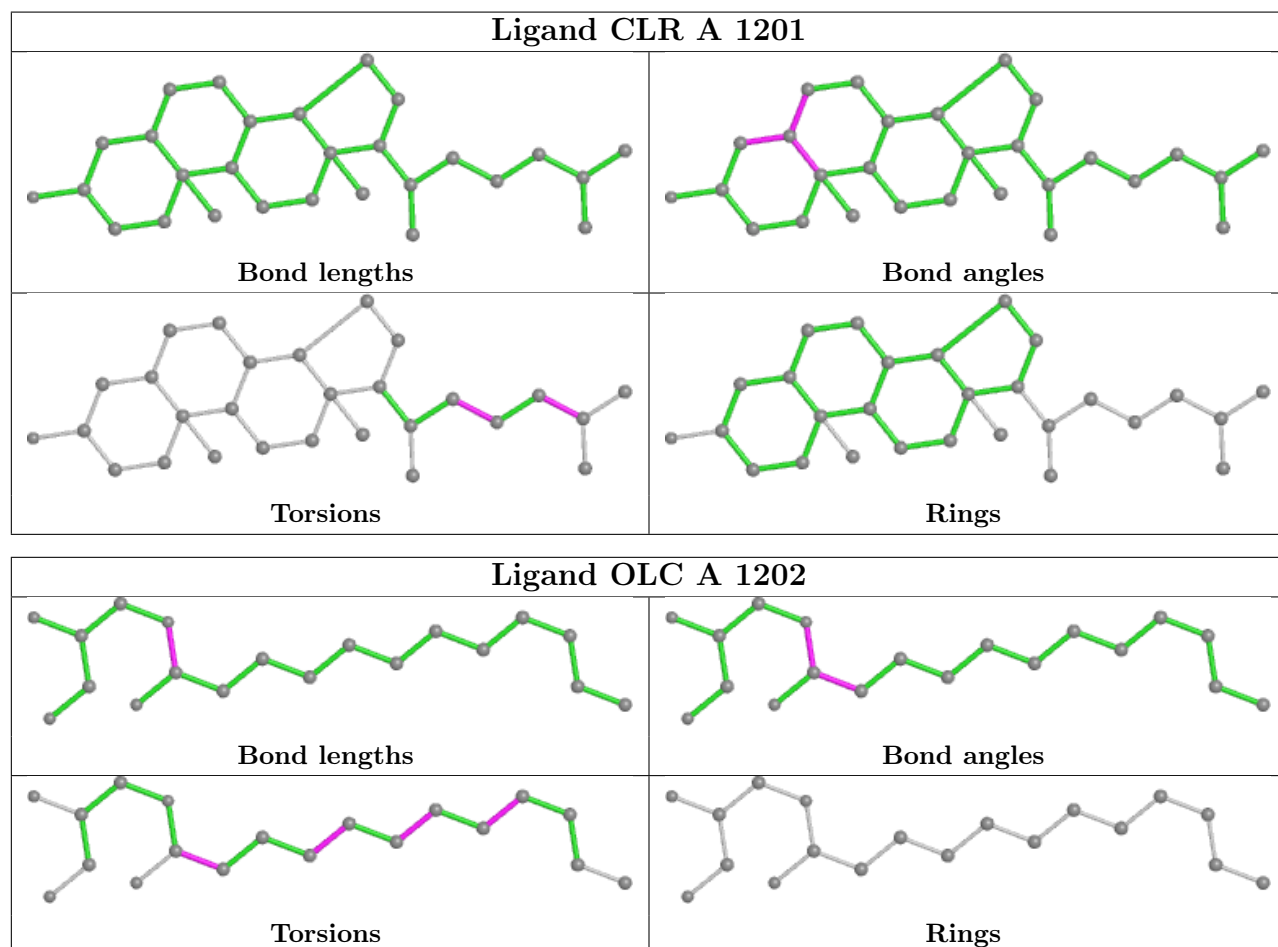 Ligand CLR A 1201
Bond lengths
Bond angles
Torsions
Rings
Ligand OLC A 1202
Bond lengths
Bond angles
Torsions
Rings